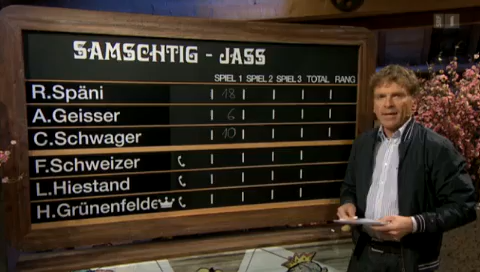 SAMSCHTIG - JASS
SPIEL 1 SPIEL 2 SPIEL 3 TOTAL RANG
R.Späni 18
A.Geisser 6
C.Schwager 10
F.Schweizer
L.Hiestand
H.Grünenfelde